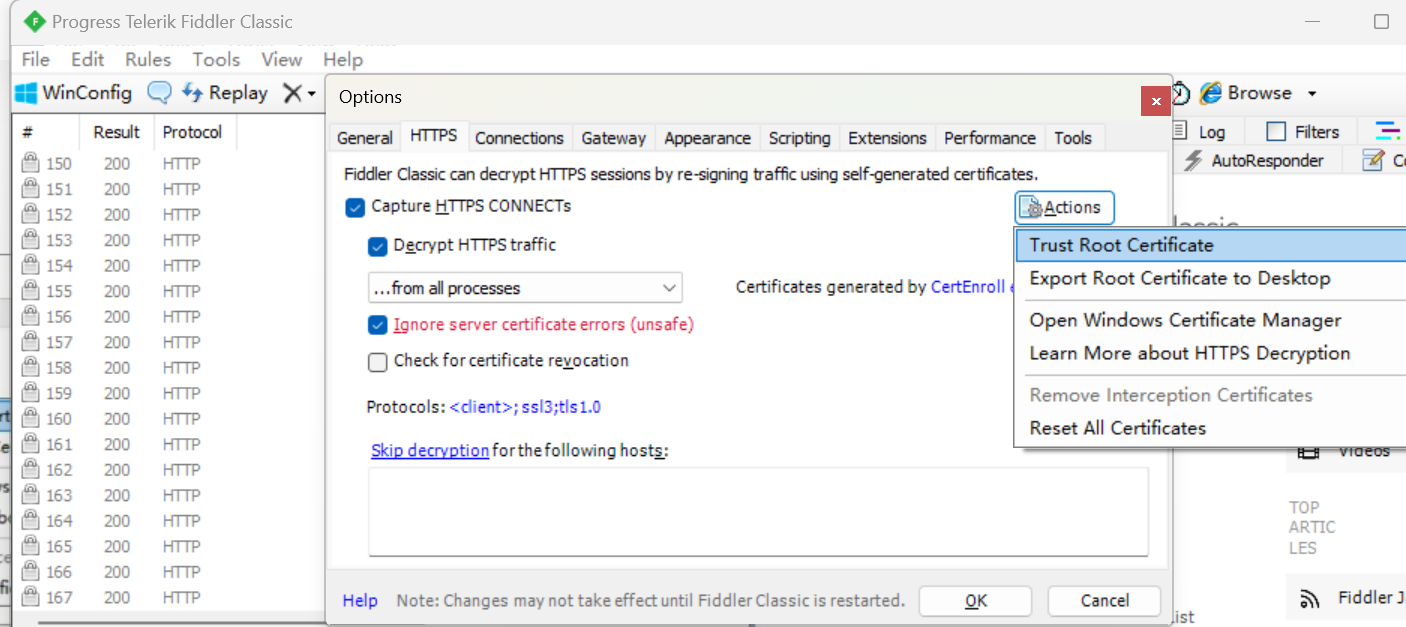 Progress Telerik Fiddler Classic
File Edit Rules Tools View Help
WinConfig Replay
Browse
# Result Protocol
150 200 HTTP
151 200 HTTP
152 200 HTTP
153 200 HTTP
154 200 HTTP
155 200 HTTP
156 200 HTTP
157 200 HTTP
158 200 HTTP
159 200 HTTP
160 200 HTTP
161 200 HTTP
162 200 HTTP
163 200 HTTP
164 200 HTTP
165 200 HTTP
166 200 HTTP
167 200 HTTP
Options
General HTTPS Connections Gateway Appearance Scripting Extensions Performance Tools
Fiddler Classic can decrypt HTTPS sessions by re-signing traffic using self-generated certificates.
Capture HTTPS CONNECTs
Actions
Decrypt HTTPS traffic
...from all processes
Certificates generated by CertEnroll
Ignore server certificate errors (unsafe)
Check for certificate revocation
Protocols: <client>;ssl3;tls1.0
Skip decryption for the following hosts:
Help Note: Changes may not take effect until Fiddler Classic is restarted.
OK Cancel
Trust Root Certificate
Export Root Certificate to Desktop
Open Windows Certificate Manager
Learn More about HTTPS Decryption
Remove Interception Certificates
Reset All Certificates
Log Filters
AutoResponder
Videos
TOP
ARTIC
LES
Fiddler J